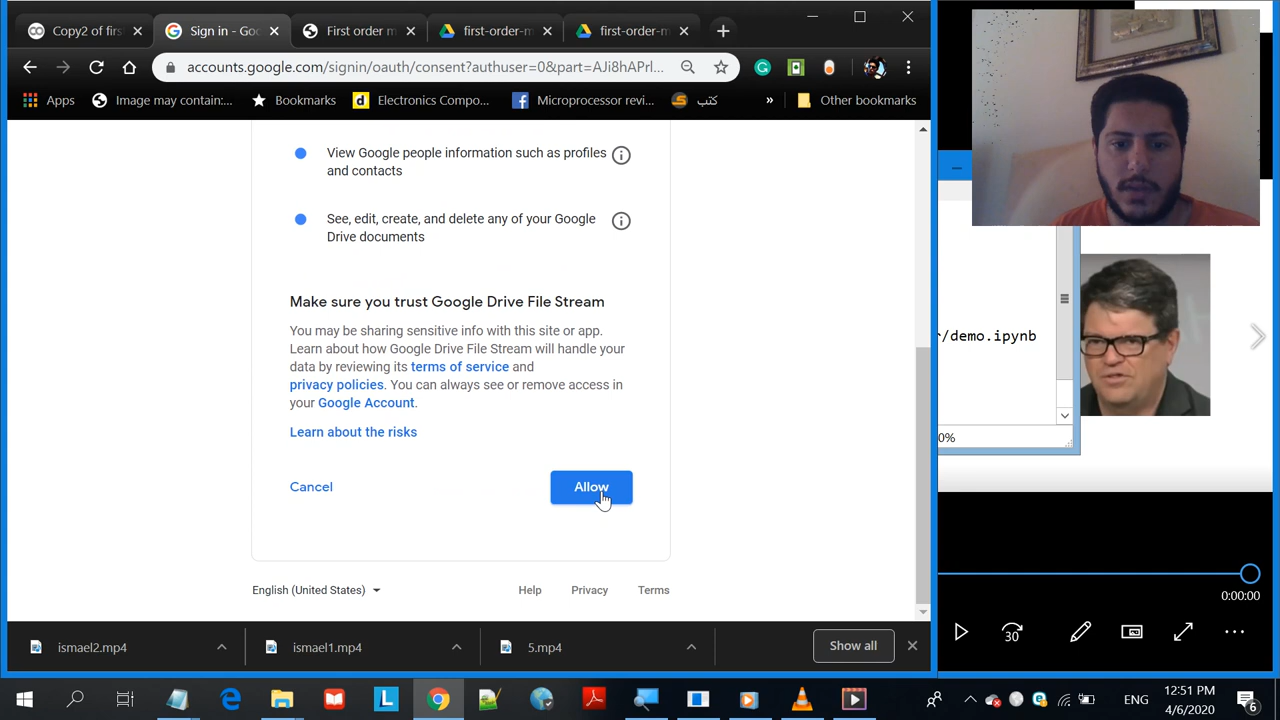 Copy2 of firs
Sign in - Goo
First order m
first-order-m
first-order-m
accounts.google.com/signin/oauth/consent?authuser=0&part=AJi8hAPrl...
Apps
Image may contain:...
Bookmarks
Electronics Compo...
Microprocessor revi...
كتب
»
Other bookmarks
View Google people information such as profiles
and contacts
See, edit, create, and delete any of your Google
Drive documents
Make sure you trust Google Drive File Stream
You may be sharing sensitive info with this site or app.
Learn about how Google Drive File Stream will handle your
data by reviewing its terms of service and
privacy policies. You can always see or remove access in
your Google Account.
Learn about the risks
Cancel
Allow
English (United States)
Help
Privacy
Terms
r/demo.ipynb
0%
0:00:00
30
ismael2.mp4
ismael1.mp4
5.mp4
Show all
ENG
12:51 PM
4/6/2020
6